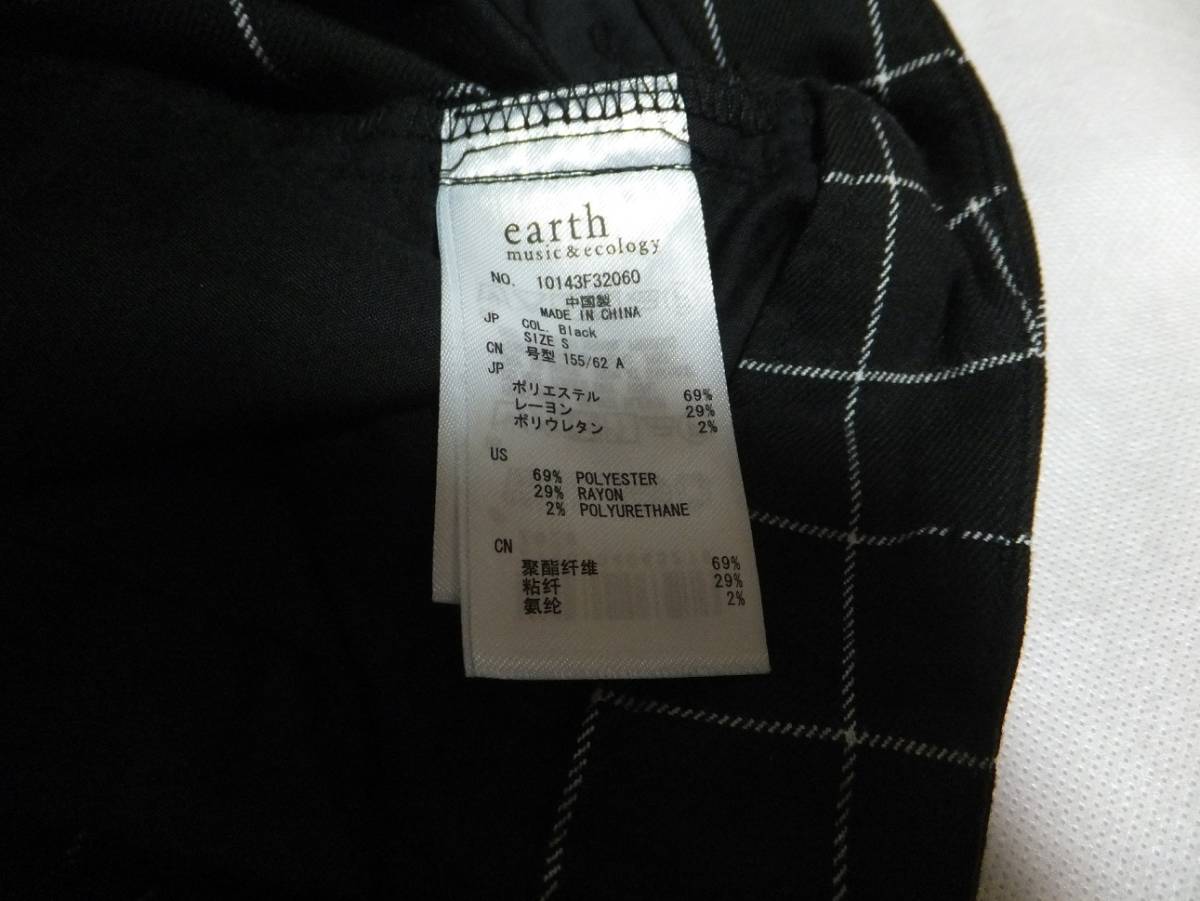 earth
music&ecology
NO. 10143F32060
中国製
MADE IN CHINA
JP COL. Black
SIZE S
CN 号型 155/62 A
JP
ポリエステル 69%
レーヨン 29%
ポリウレタン 2%
US
69% POLYESTER
29% RAYON
2% POLYURETHANE
CN
聚酯纤维 69%
粘纤 29%
氨纶 2%